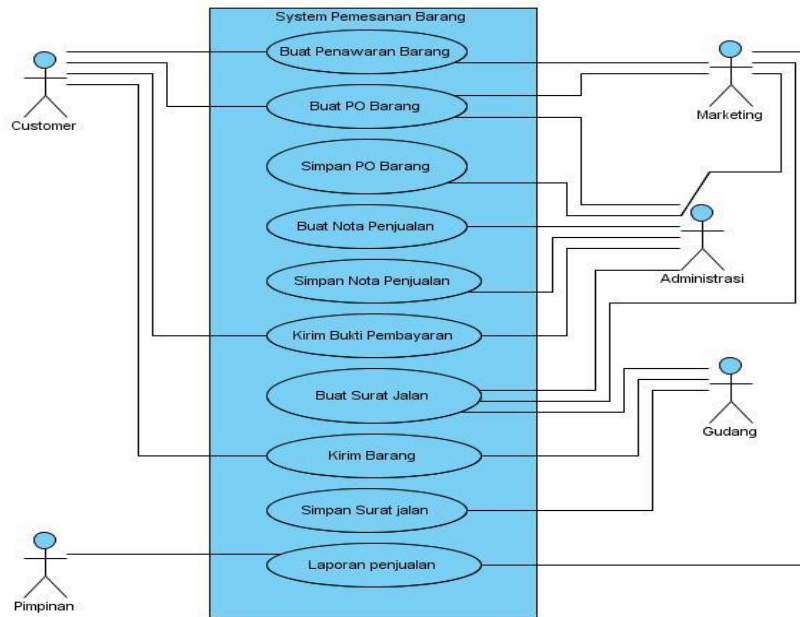 System Pemesanan Barang
Buat Penawaran Barang
Buat PO Barang
Simpan PO Barang
Buat Nota Penjualan
Simpan Nota Penjualan
Kirim Bukti Pembayaran
Buat Surat Jalan
Kirim Barang
Simpan Surat jalan
Laporan penjualan
Customer
Pimpinan
Marketing
Administrasi
Gudang